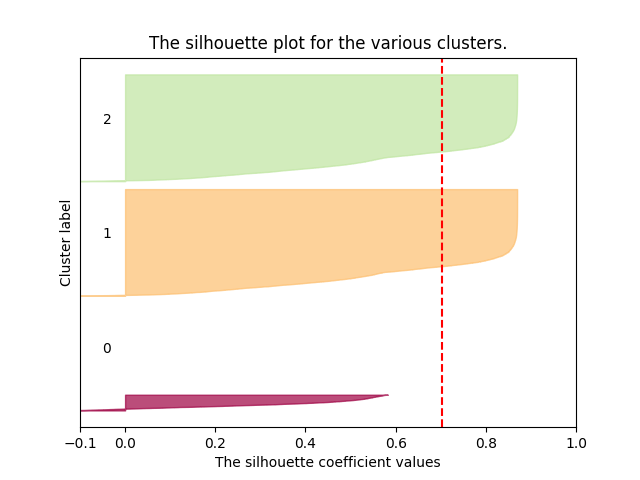 The silhouette plot for the various clusters.
2
1
0
Cluster label
−0.1 0.0 0.2 0.4 0.6 0.8 1.0
The silhouette coefficient values